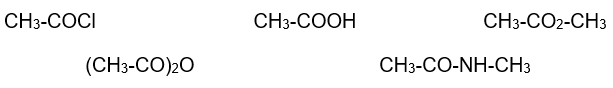 CH₃-COCl CH₃-COOH CH₃-CO₂-CH₃
(CH₃-CO)₂O CH₃-CO-NH-CH₃